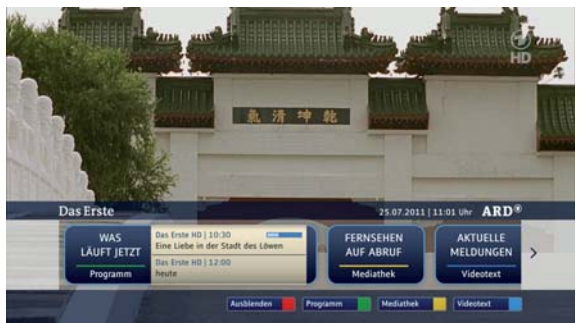 HD
氣清坤乾
Das Erste
25.07.2011 | 11:01 Uhr ARD®
WAS
LÄUFT JETZT
Programm
Das Erste HD | 10:30
Eine Liebe in der Stadt des Löwen
Das Erste HD | 12:00
heute
FERNSEHEN
AUF ABRUF
Mediathek
AKTUELLE
MELDUNGEN
Videotext
Ausblenden Programm Mediathek Videotext